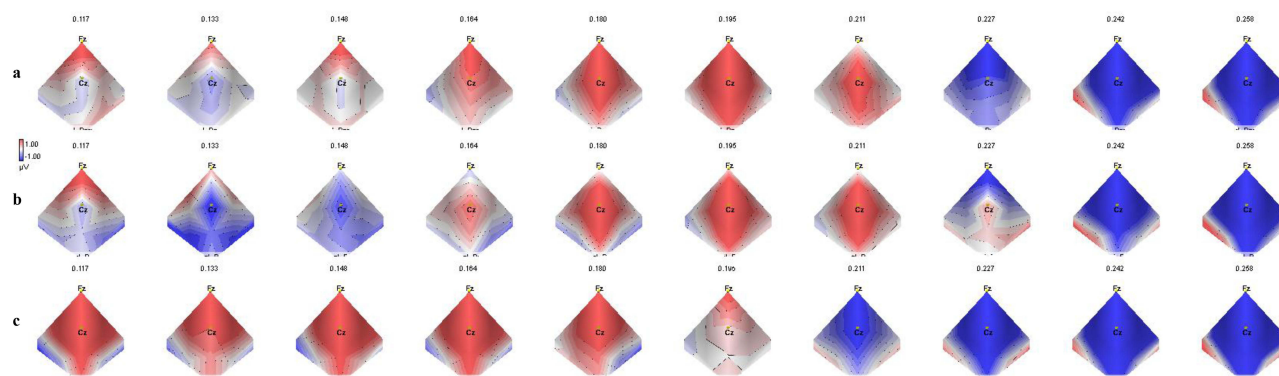 0.117 0.133 0.148 0.164 0.180 0.195 0.211 0.227 0.242 0.258
Fz Fz Fz Fz Fz Fz Fz Fz Fz Fz
a Cz Cz Cz Cz Cz Cz Cz Cz Cz Cz
1.00
-1.00
µV
0.117 0.133 0.148 0.164 0.180 0.195 0.211 0.227 0.242 0.258
Fz Fz Fz Fz Fz Fz Fz Fz Fz Fz
b Cz Cz Cz Cz Cz Cz Cz Cz Cz Cz
0.117 0.133 0.148 0.164 0.180 0.211 0.227 0.242 0.258
Fz Fz Fz Fz Fz Fz Fz Fz Fz Fz
c Cz Cz Cz Cz Cz Cz Cz Cz Cz Cz